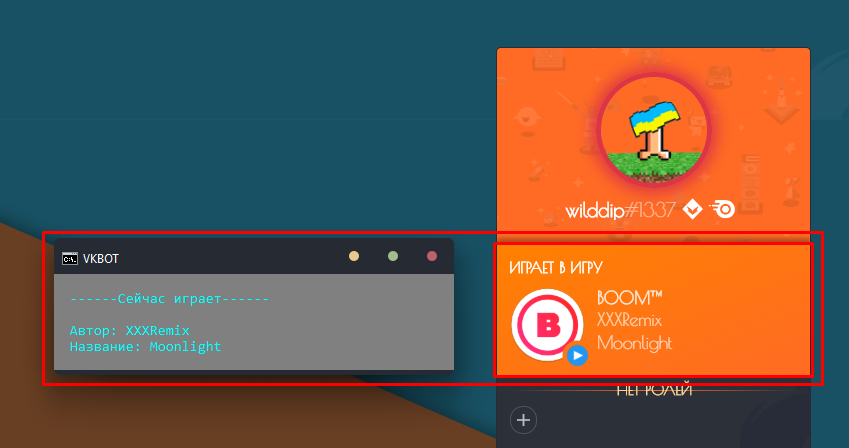 wilddip#1337
VKBOT
------Сейчас играет------
Автор: XXXRemix
Название: Moonlight
ИГРАЕТ В ИГРУ
B
BOOM™
XXXRemix
Moonlight
НЕТ РОЛЕЙ